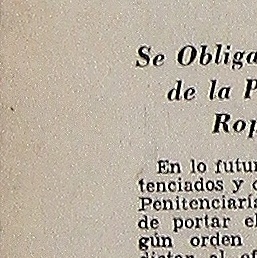 Se Obliga
de la P
Rop
En lo futur
tenciados y
Penitenciaría
de portar el
gún orden